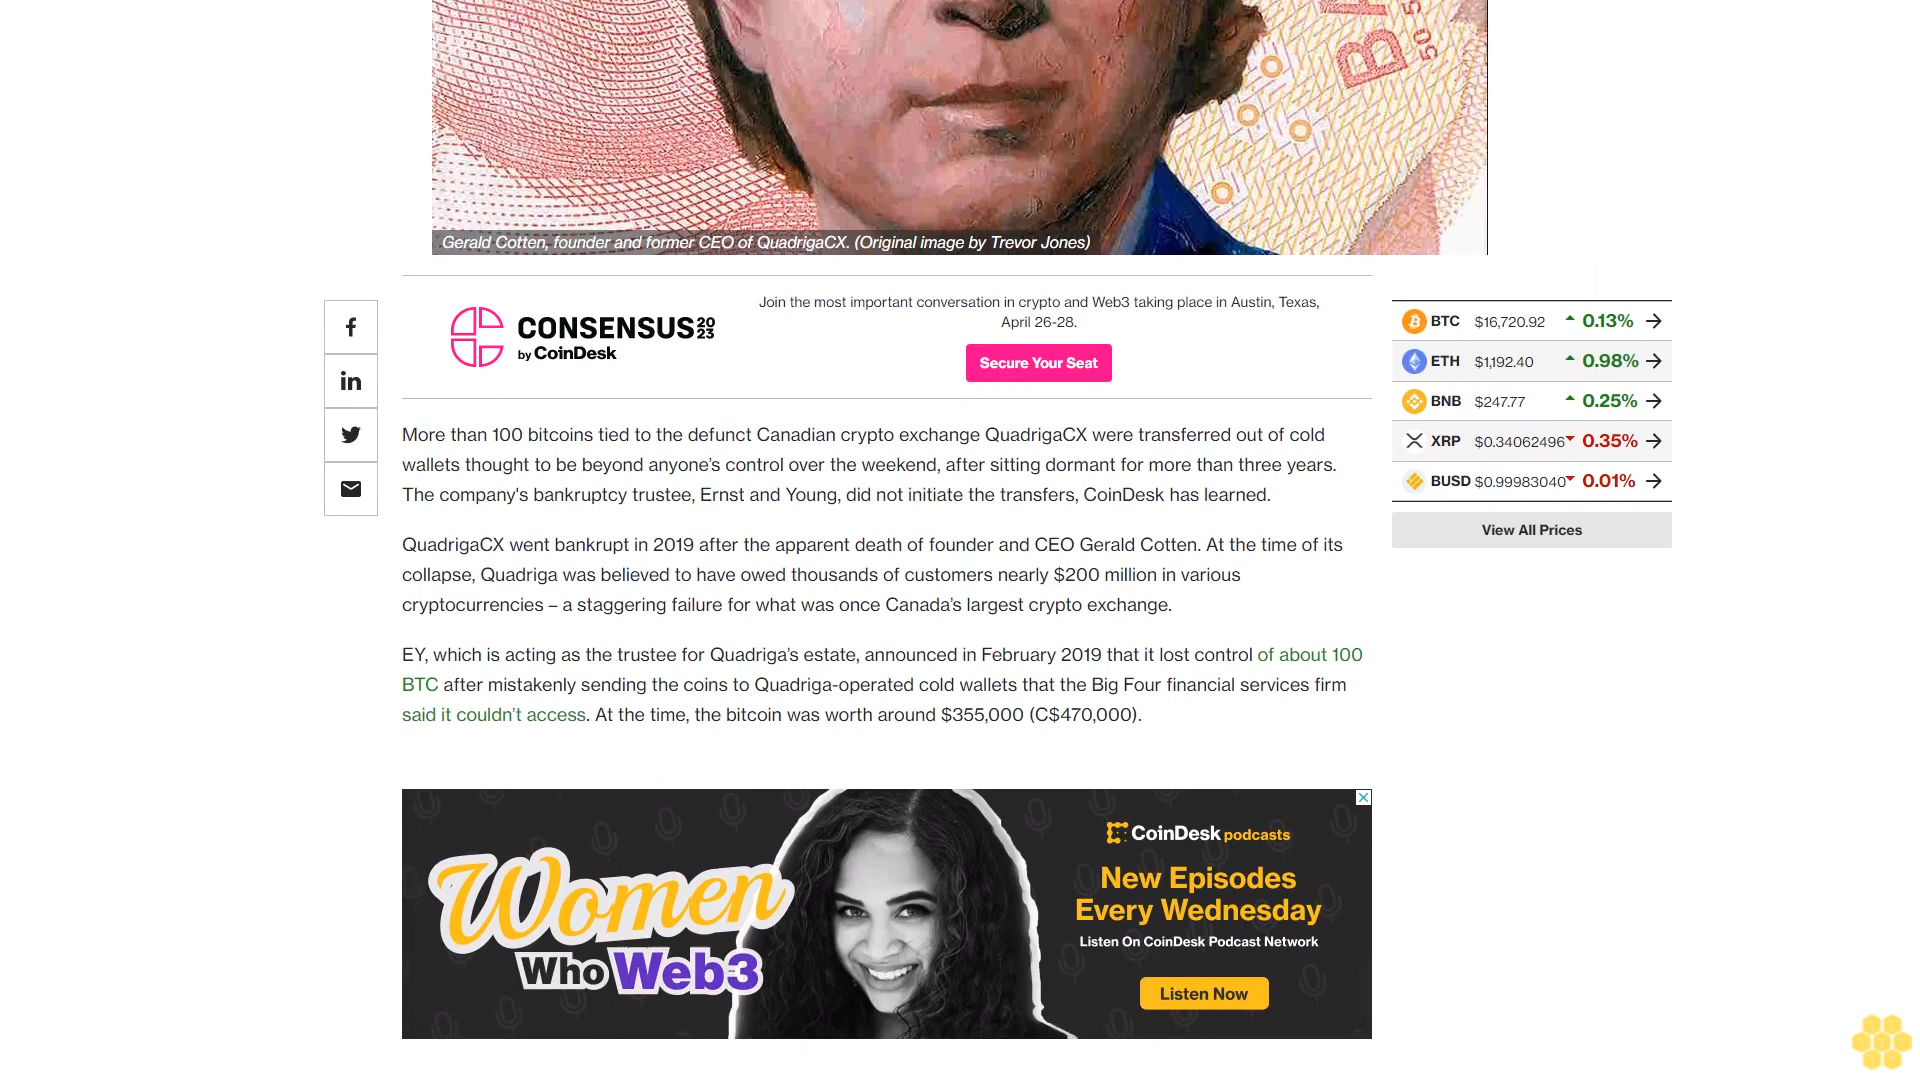 BA
50
Gerald Cotten, founder and former CEO of QuadrigaCX. (Original image by Trevor Jones)
CONSENSUS 2023
by CoinDesk
Join the most important conversation in crypto and Web3 taking place in Austin, Texas,
April 26-28.
Secure Your Seat
BTC $16,720.92 0.13%
ETH $1,192.40 0.98%
BNB $247.77 0.25%
XRP $0.34062496 0.35%
BUSD $0.99983040 0.01%
View All Prices
f
in
More than 100 bitcoins tied to the defunct Canadian crypto exchange QuadrigaCX were transferred out of cold
wallets thought to be beyond anyone’s control over the weekend, after sitting dormant for more than three years.
The company's bankruptcy trustee, Ernst and Young, did not initiate the transfers, CoinDesk has learned.
QuadrigaCX went bankrupt in 2019 after the apparent death of founder and CEO Gerald Cotten. At the time of its
collapse, Quadriga was believed to have owed thousands of customers nearly $200 million in various
cryptocurrencies – a staggering failure for what was once Canada’s largest crypto exchange.
EY, which is acting as the trustee for Quadriga’s estate, announced in February 2019 that it lost control of about 100
BTC after mistakenly sending the coins to Quadriga-operated cold wallets that the Big Four financial services firm
said it couldn’t access. At the time, the bitcoin was worth around $355,000 (C$470,000).
Women
Who Web3
CoinDesk podcasts
New Episodes
Every Wednesday
Listen On CoinDesk Podcast Network
Listen Now